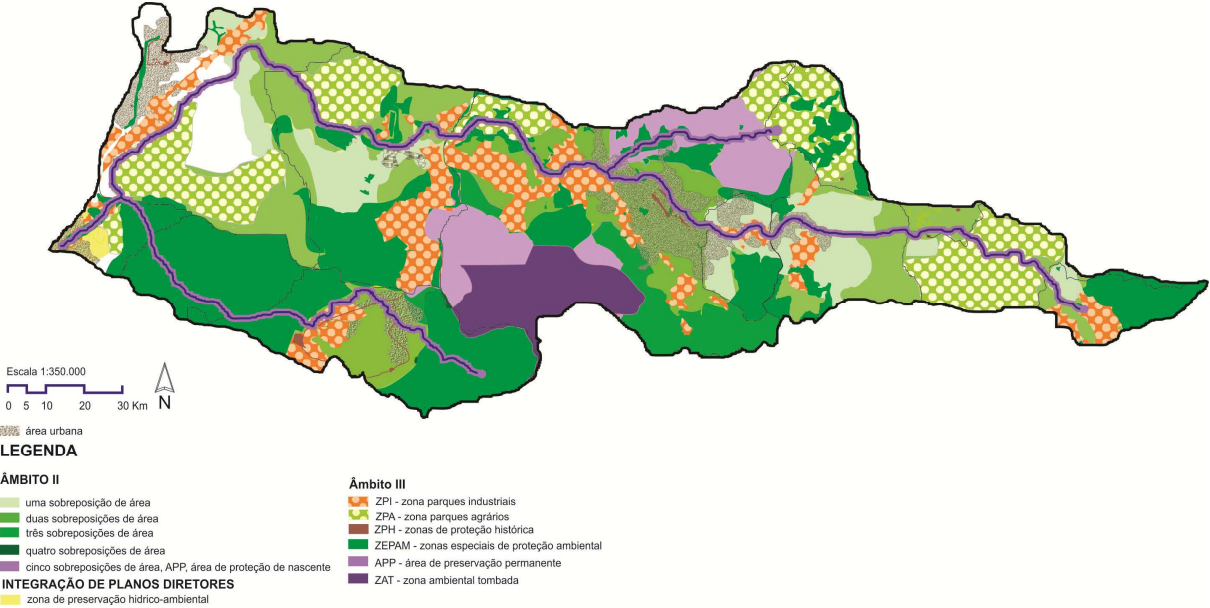 Escala 1:350.000
0 5 10 20 30 Km
N
área urbana
LEGENDA
ÂMBITO II
uma sobreposição de área
duas sobreposições de área
três sobreposições de área
quatro sobreposições de área
cinco sobreposições de área, APP, área de proteção de nascente
INTEGRAÇÃO DE PLANOS DIRETORES
zona de preservação hidrico-ambiental
Âmbito III
ZPI - zona parques industriais
ZPA - zona parques agrários
ZPH - zonas de proteção histórica
ZEPAM - zonas especiais de proteção ambiental
APP - área de preservação permanente
ZAT - zona ambiental tombada